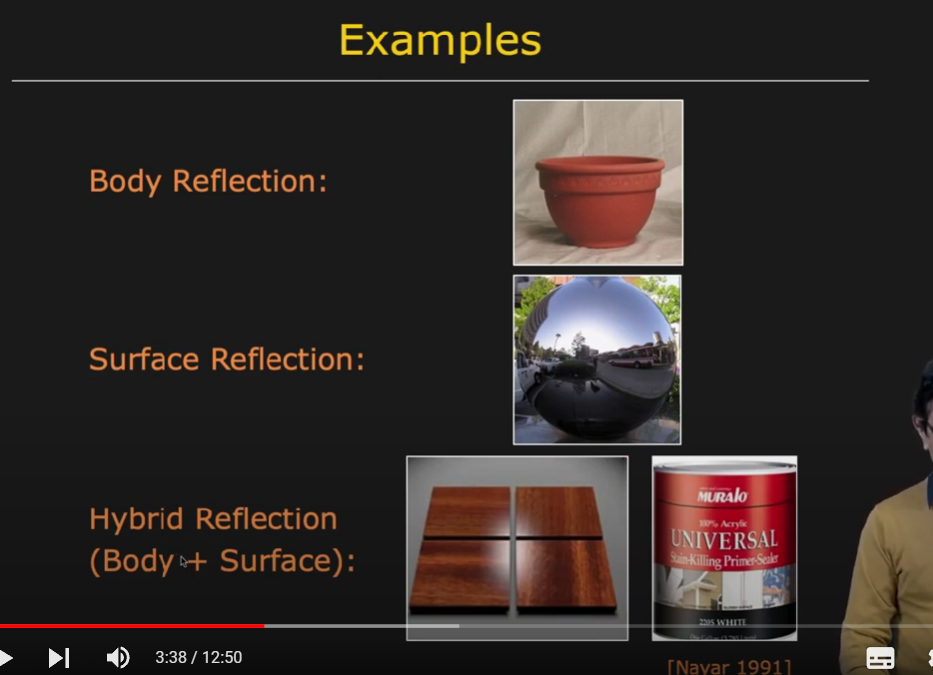 Examples
Body Reflection:
Surface Reflection:
Hybrid Reflection
(Body + Surface):
MURALO
100% Acrylic
UNIVERSAL
Stain-Killing Primer-Sealer
2205 WHITE
[Nayar 1991]
3:38 / 12:50